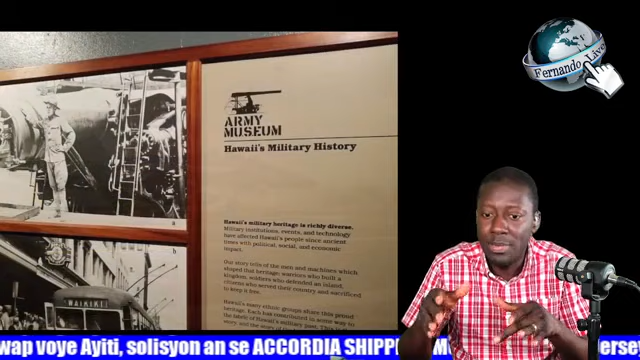 Fernando Live
ARMY
MUSEUM
Hawaii's Military History
Hawaii's military heritage is richly diverse.
Military institutions, events, and technology
have affected Hawaii's people since ancient
times with political, social, and economic
impact.
Our story tells of the men and machines which
shaped that heritage; warriors who built a
kingdom, soldiers who defended an island,
citizens who served their country and sacrificed
to keep it free.
Hawaii's many ethnic groups share this proud
heritage. Each has contributed in some way to
a
WAIKIKI
b
wap voye Ayiti, solisyon an se ACCORDIA SHIPP